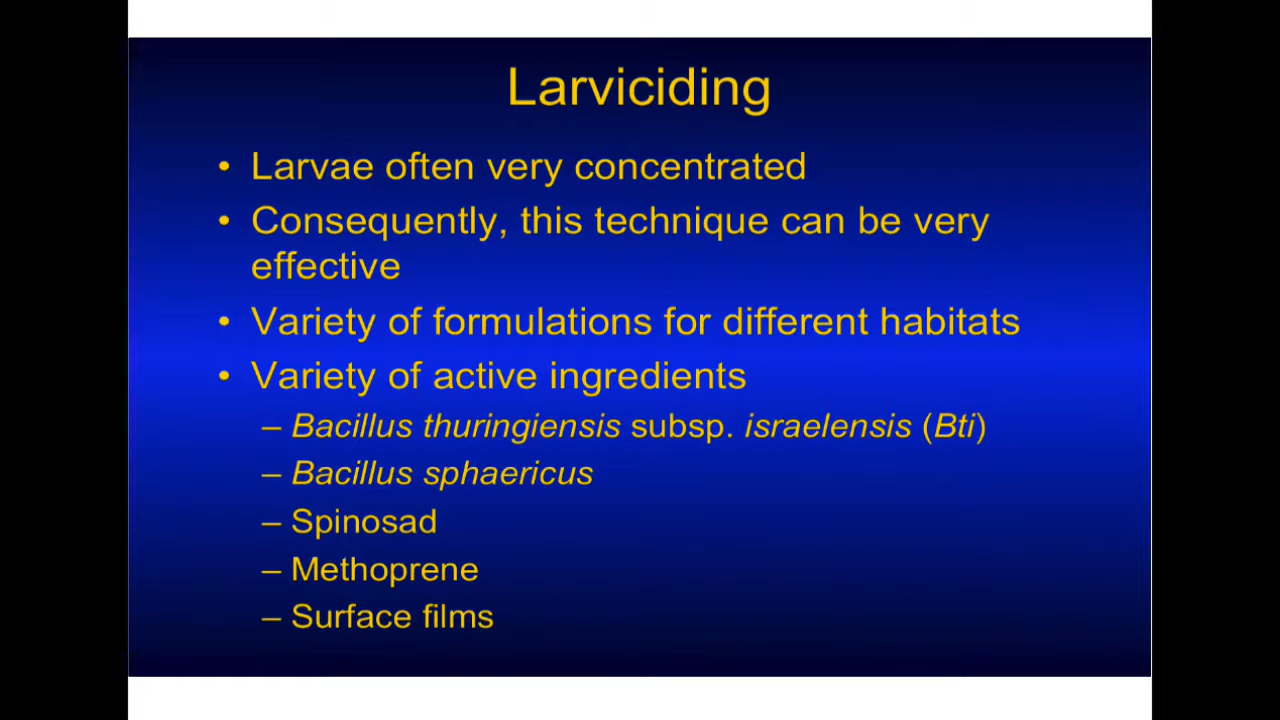 Larviciding
• Larvae often very concentrated
• Consequently, this technique can be very
effective
• Variety of formulations for different habitats
• Variety of active ingredients
– Bacillus thuringiensis subsp. israelensis (Bti)
– Bacillus sphaericus
– Spinosad
– Methoprene
– Surface films